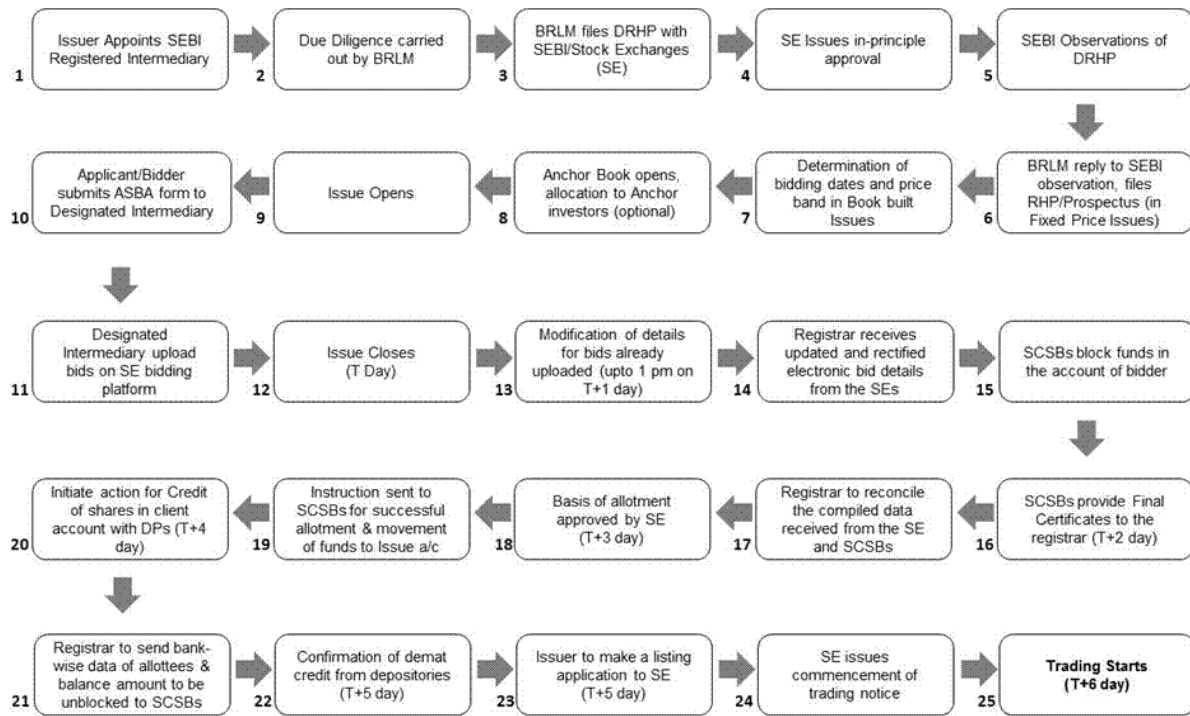 Issuer Appoints SEBI
Registered Intermediary
1
Due Diligence carried
out by BRLM
2
BRLM files DRHP with
SEBI/Stock Exchanges
(SE)
3
SE Issues in-principle
approval
4
SEBI Observations of
DRHP
5
BRLM reply to SEBI
observation, files
RHP/Prospectus (in
Fixed Price Issues)
6
Determination of
bidding dates and price
band in Book built
Issues
7
Anchor Book opens,
allocation to Anchor
investors (optional)
8
Issue Opens
9
Applicant/Bidder
submits ASBA form to
Designated Intermediary
10
Designated
Intermediary upload
bids on SE bidding
platform
11
Issue Closes
(T Day)
12
Modification of details
for bids already
uploaded (upto 1 pm on
T+1 day)
13
Registrar receives
updated and rectified
electronic bid details
from the SEs
14
SCSBs block funds in
the account of bidder
15
SCSBs provide Final
Certificates to the
registrar (T+2 day)
16
Registrar to reconcile
the compiled data
received from the SE
and SCSBs
17
Basis of allotment
approved by SE
(T+3 day)
18
Instruction sent to
SCSBs for successful
allotment & movement
of funds to Issue a/c
19
Initiate action for Credit
of shares in client
account with DPs (T+4
day)
20
Registrar to send bank-
wise data of allottees &
balance amount to be
unblocked to SCSBs
21
Confirmation of demat
credit from depositories
(T+5 day)
22
Issuer to make a listing
application to SE
(T+5 day)
23
SE issues
commencement of
trading notice
24
Trading Starts
(T+6 day)
25